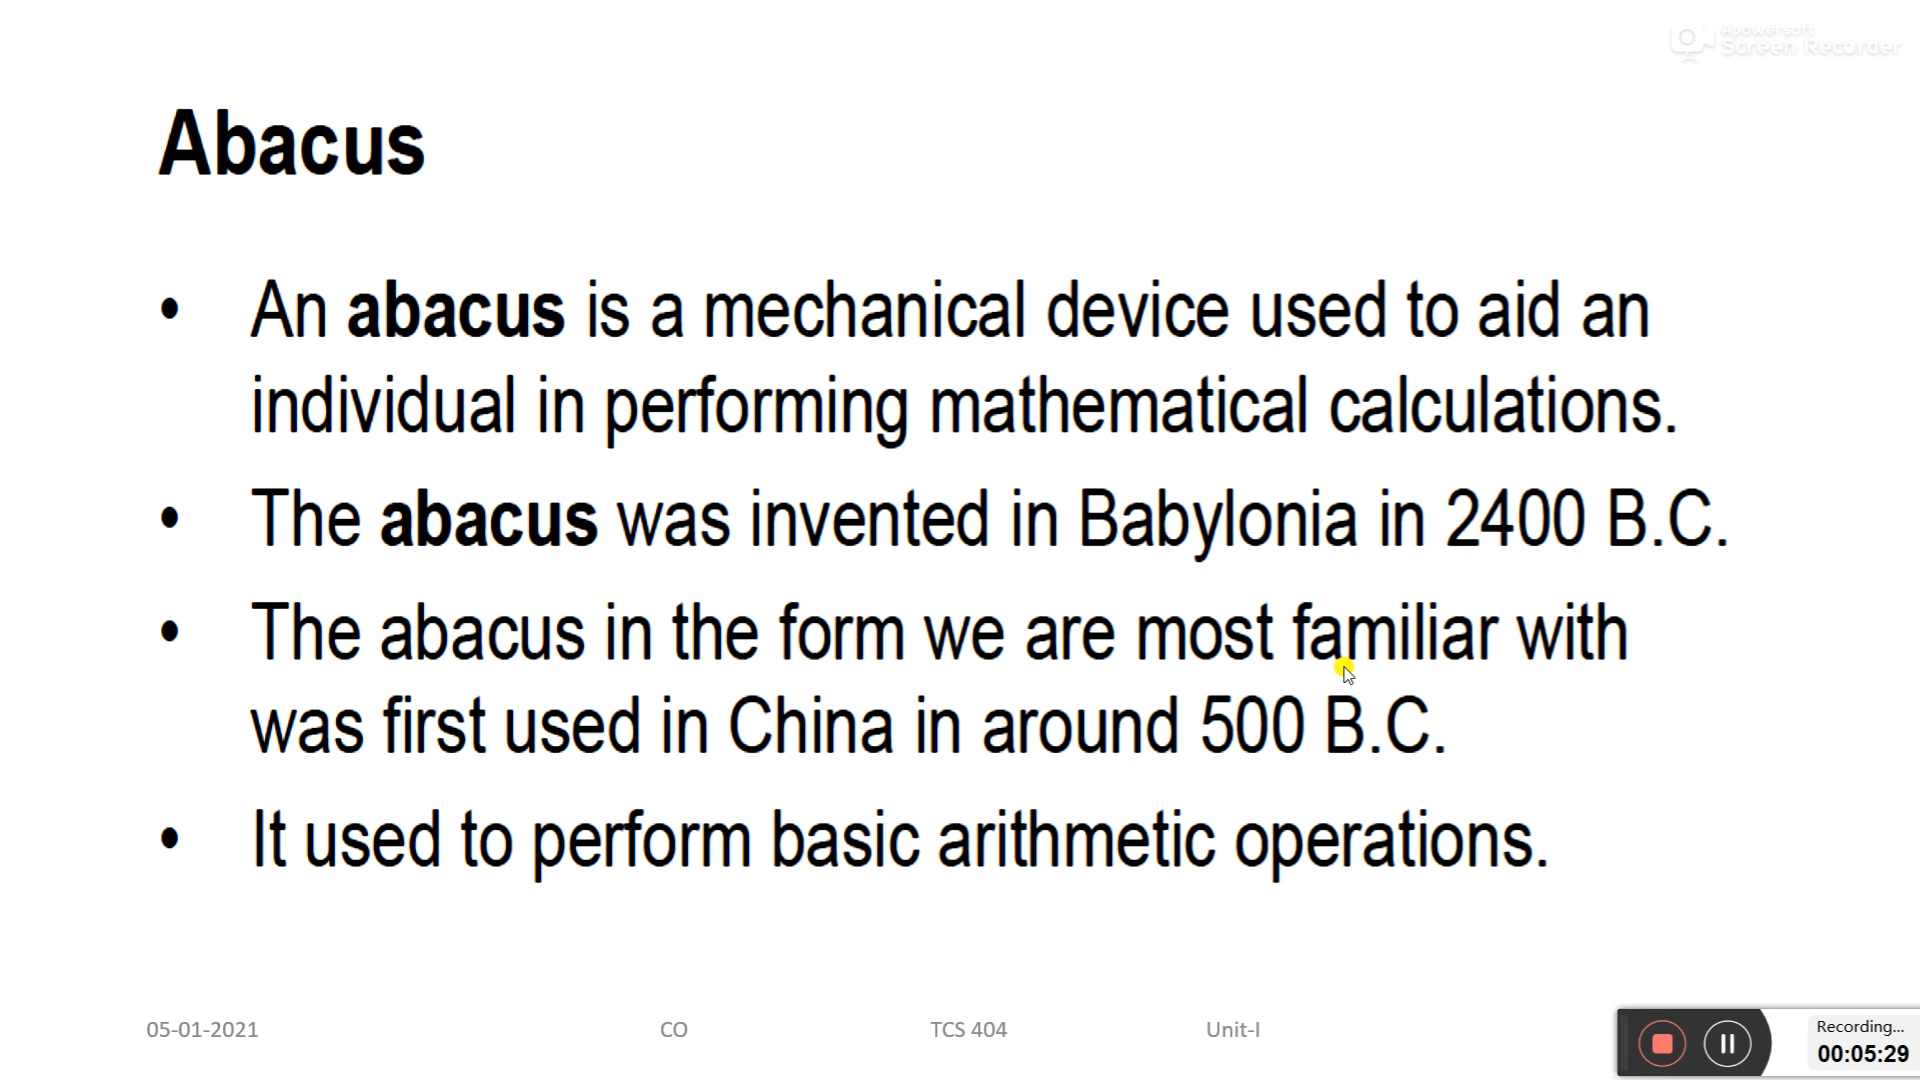 Apowersoft
Screen Recorder
Abacus
• An abacus is a mechanical device used to aid an
individual in performing mathematical calculations.
• The abacus was invented in Babylonia in 2400 B.C.
• The abacus in the form we are most familiar with
was first used in China in around 500 B.C.
• It used to perform basic arithmetic operations.
05-01-2021 CO TCS 404 Unit-I
Recording...
00:05:29